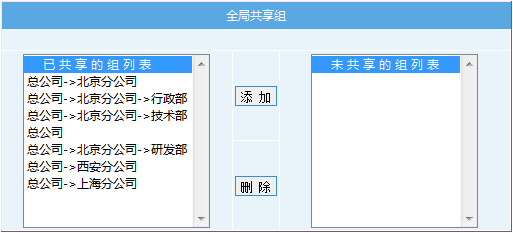 全局共享组
已共享的组列表
总公司->北京分公司
总公司->北京分公司->行政部
总公司->北京分公司->技术部
总公司
总公司->北京分公司->研发部
总公司->西安分公司
总公司->上海分公司
添 加
删 除
未共享的组列表